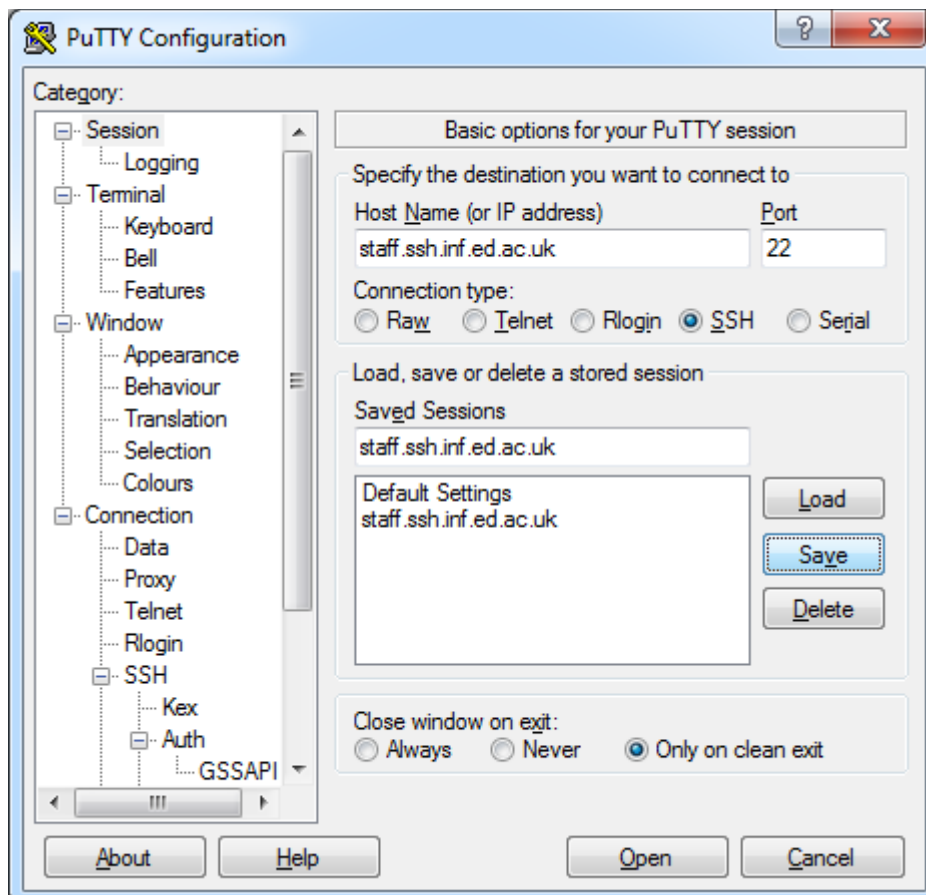 PuTTY Configuration
Category:
Session
Logging
Terminal
Keyboard
Bell
Features
Window
Appearance
Behaviour
Translation
Selection
Colours
Connection
Data
Proxy
Telnet
Rlogin
SSH
Kex
Auth
GSSAPI
Basic options for your PuTTY session
Specify the destination you want to connect to
Host Name (or IP address) Port
staff.ssh.inf.ed.ac.uk 22
Connection type:
Raw Telnet Rlogin SSH Serial
Load, save or delete a stored session
Saved Sessions
staff.ssh.inf.ed.ac.uk
Default Settings
staff.ssh.inf.ed.ac.uk
Load
Save
Delete
Close window on exit:
Always Never Only on clean exit
About Help Open Cancel